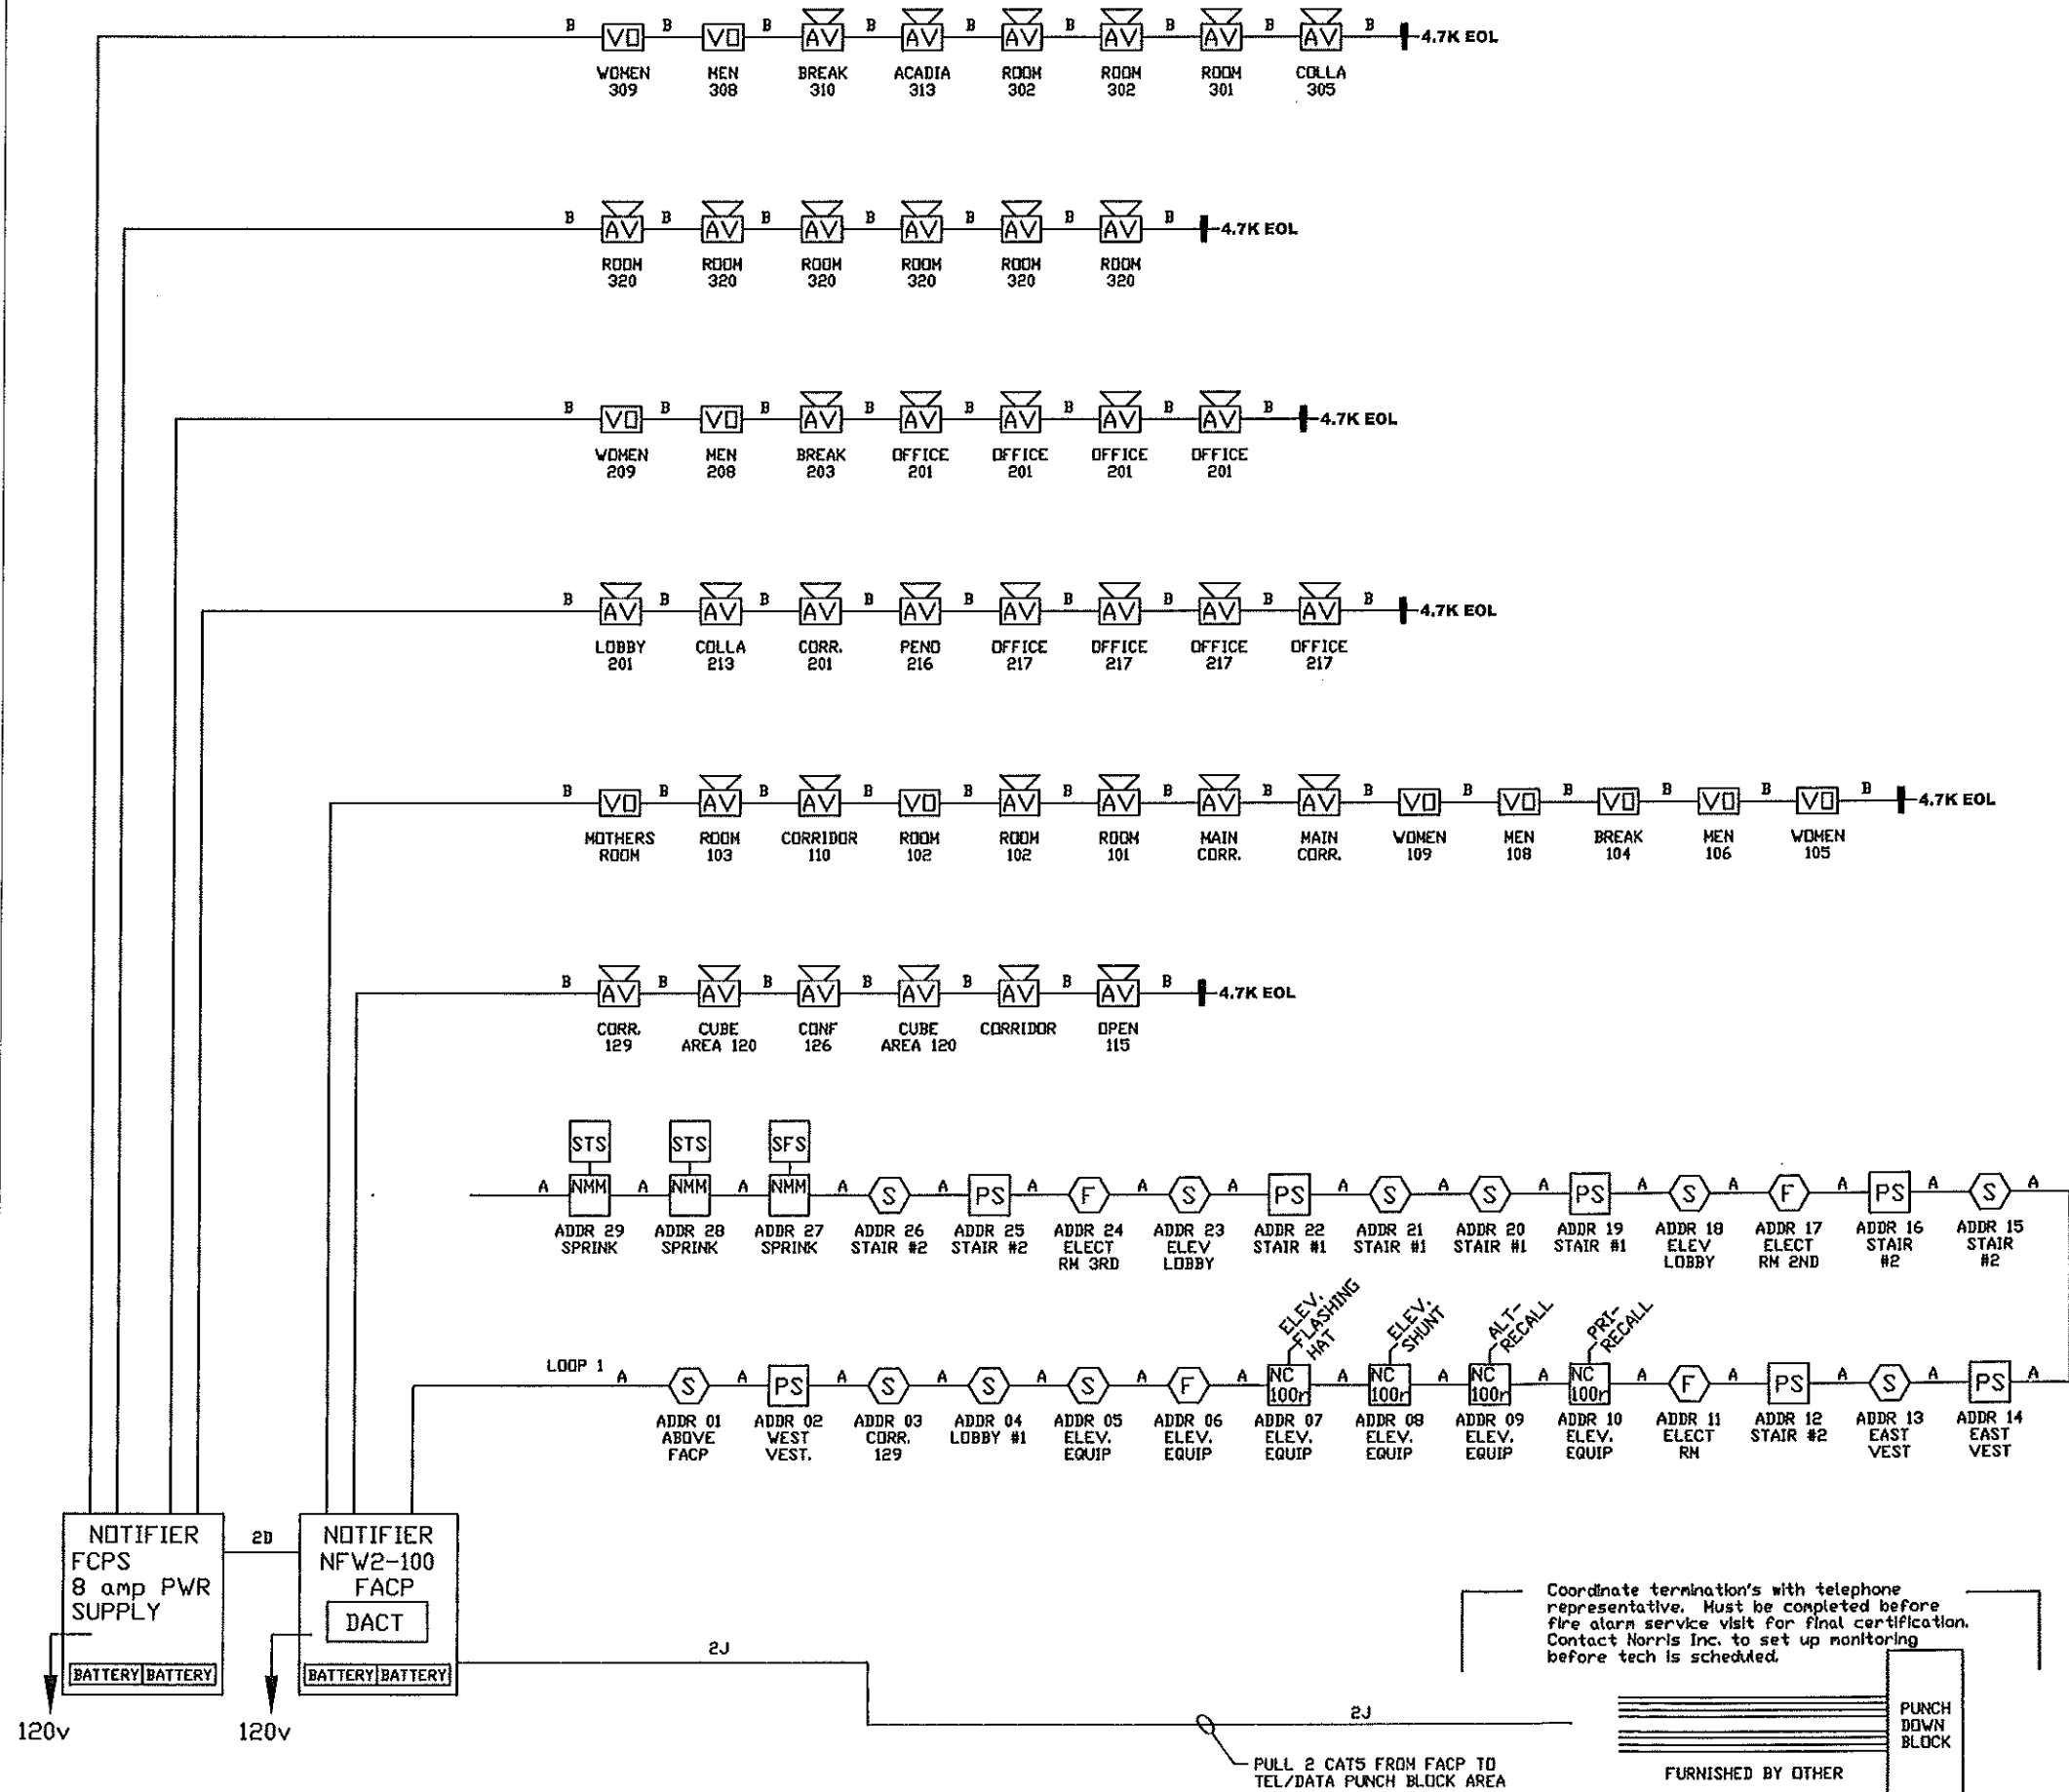 B VO B VO B AV B AV B AV B AV B AV B AV B 4.7K EOL
WOMEN 309
MEN 308
BREAK 310
ACADIA 313
ROOM 302
ROOM 302
ROOM 301
COLLA 305
B AV B AV B AV B AV B AV B AV B 4.7K EOL
ROOM 320
ROOM 320
ROOM 320
ROOM 320
ROOM 320
ROOM 320
B VO B VO B AV B AV B AV B AV B AV B 4.7K EOL
WOMEN 209
MEN 208
BREAK 203
OFFICE 201
OFFICE 201
OFFICE 201
OFFICE 201
B AV B AV B AV B AV B AV B AV B AV B AV B 4.7K EOL
LOBBY 201
COLLA 213
CORR. 201
PENO 216
OFFICE 217
OFFICE 217
OFFICE 217
OFFICE 217
B VO B AV B AV B VO B AV B AV B AV B AV B VO B VO B VO B VO B VO B 4.7K EOL
MOTHERS ROOM
ROOM 103
CORRIDOR 110
ROOM 102
ROOM 102
ROOM 101
MAIN CORR.
MAIN CORR.
WOMEN 109
MEN 108
BREAK 104
MEN 106
WOMEN 105
B AV B AV B AV B AV B AV B AV B 4.7K EOL
CORR. 129
CUBE AREA 120
CONF 126
CUBE AREA 120
CORRIDOR
OPEN 115
STS STS SFS
A NMM A NMM A NMM A S A PS A F A S A PS A S A S A PS A S A F A PS A S A
ADDR 29 SPRINK
ADDR 28 SPRINK
ADDR 27 SPRINK
ADDR 26 STAIR #2
ADDR 25 STAIR #2
ADDR 24 ELECT RM 3RD
ADDR 23 ELEV LOBBY
ADDR 22 STAIR #1
ADDR 21 STAIR #1
ADDR 20 STAIR #1
ADDR 19 STAIR #1
ADDR 18 ELEV LOBBY
ADDR 17 ELECT RM 2ND
ADDR 16 STAIR #2
ADDR 15 STAIR #2
ELEV. FLASHING HAT
ELEV. SHUNT
ALT- RECALL
PRI- RECALL
LOOP 1
A S A PS A S A S A S A F A NC 100r A NC 100r A NC 100r A NC 100r A F A PS A S A PS A
ADDR 01 ABOVE FACP
ADDR 02 WEST VEST.
ADDR 03 CORR. 129
ADDR 04 LOBBY #1
ADDR 05 ELEV. EQUIP
ADDR 06 ELEV. EQUIP
ADDR 07 ELEV. EQUIP
ADDR 08 ELEV. EQUIP
ADDR 09 ELEV. EQUIP
ADDR 10 ELEV. EQUIP
ADDR 11 ELECT RM
ADDR 12 STAIR #2
ADDR 13 EAST VEST
ADDR 14 EAST VEST
NOTIFIER
FCPS
8 amp PWR
SUPPLY
BATTERY BATTERY
120v
2D
NOTIFIER
NFW2-100
FACP
DACT
BATTERY BATTERY
120v
2J
2J
PULL 2 CAT5 FROM FACP TO
TEL/DATA PUNCH BLOCK AREA
Coordinate termination's with telephone
representative. Must be completed before
fire alarm service visit for final certification.
Contact Norris Inc. to set up monitoring
before tech is scheduled.
PUNCH
DOWN
BLOCK
FURNISHED BY OTHER